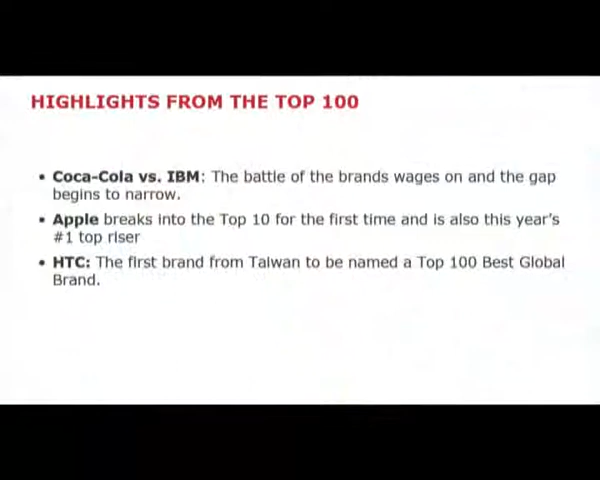 HIGHLIGHTS FROM THE TOP 100
• Coca-Cola vs. IBM: The battle of the brands wages on and the gap
begins to narrow.
• Apple breaks into the Top 10 for the first time and is also this year's
#1 top riser
• HTC: The first brand from Taiwan to be named a Top 100 Best Global
Brand.